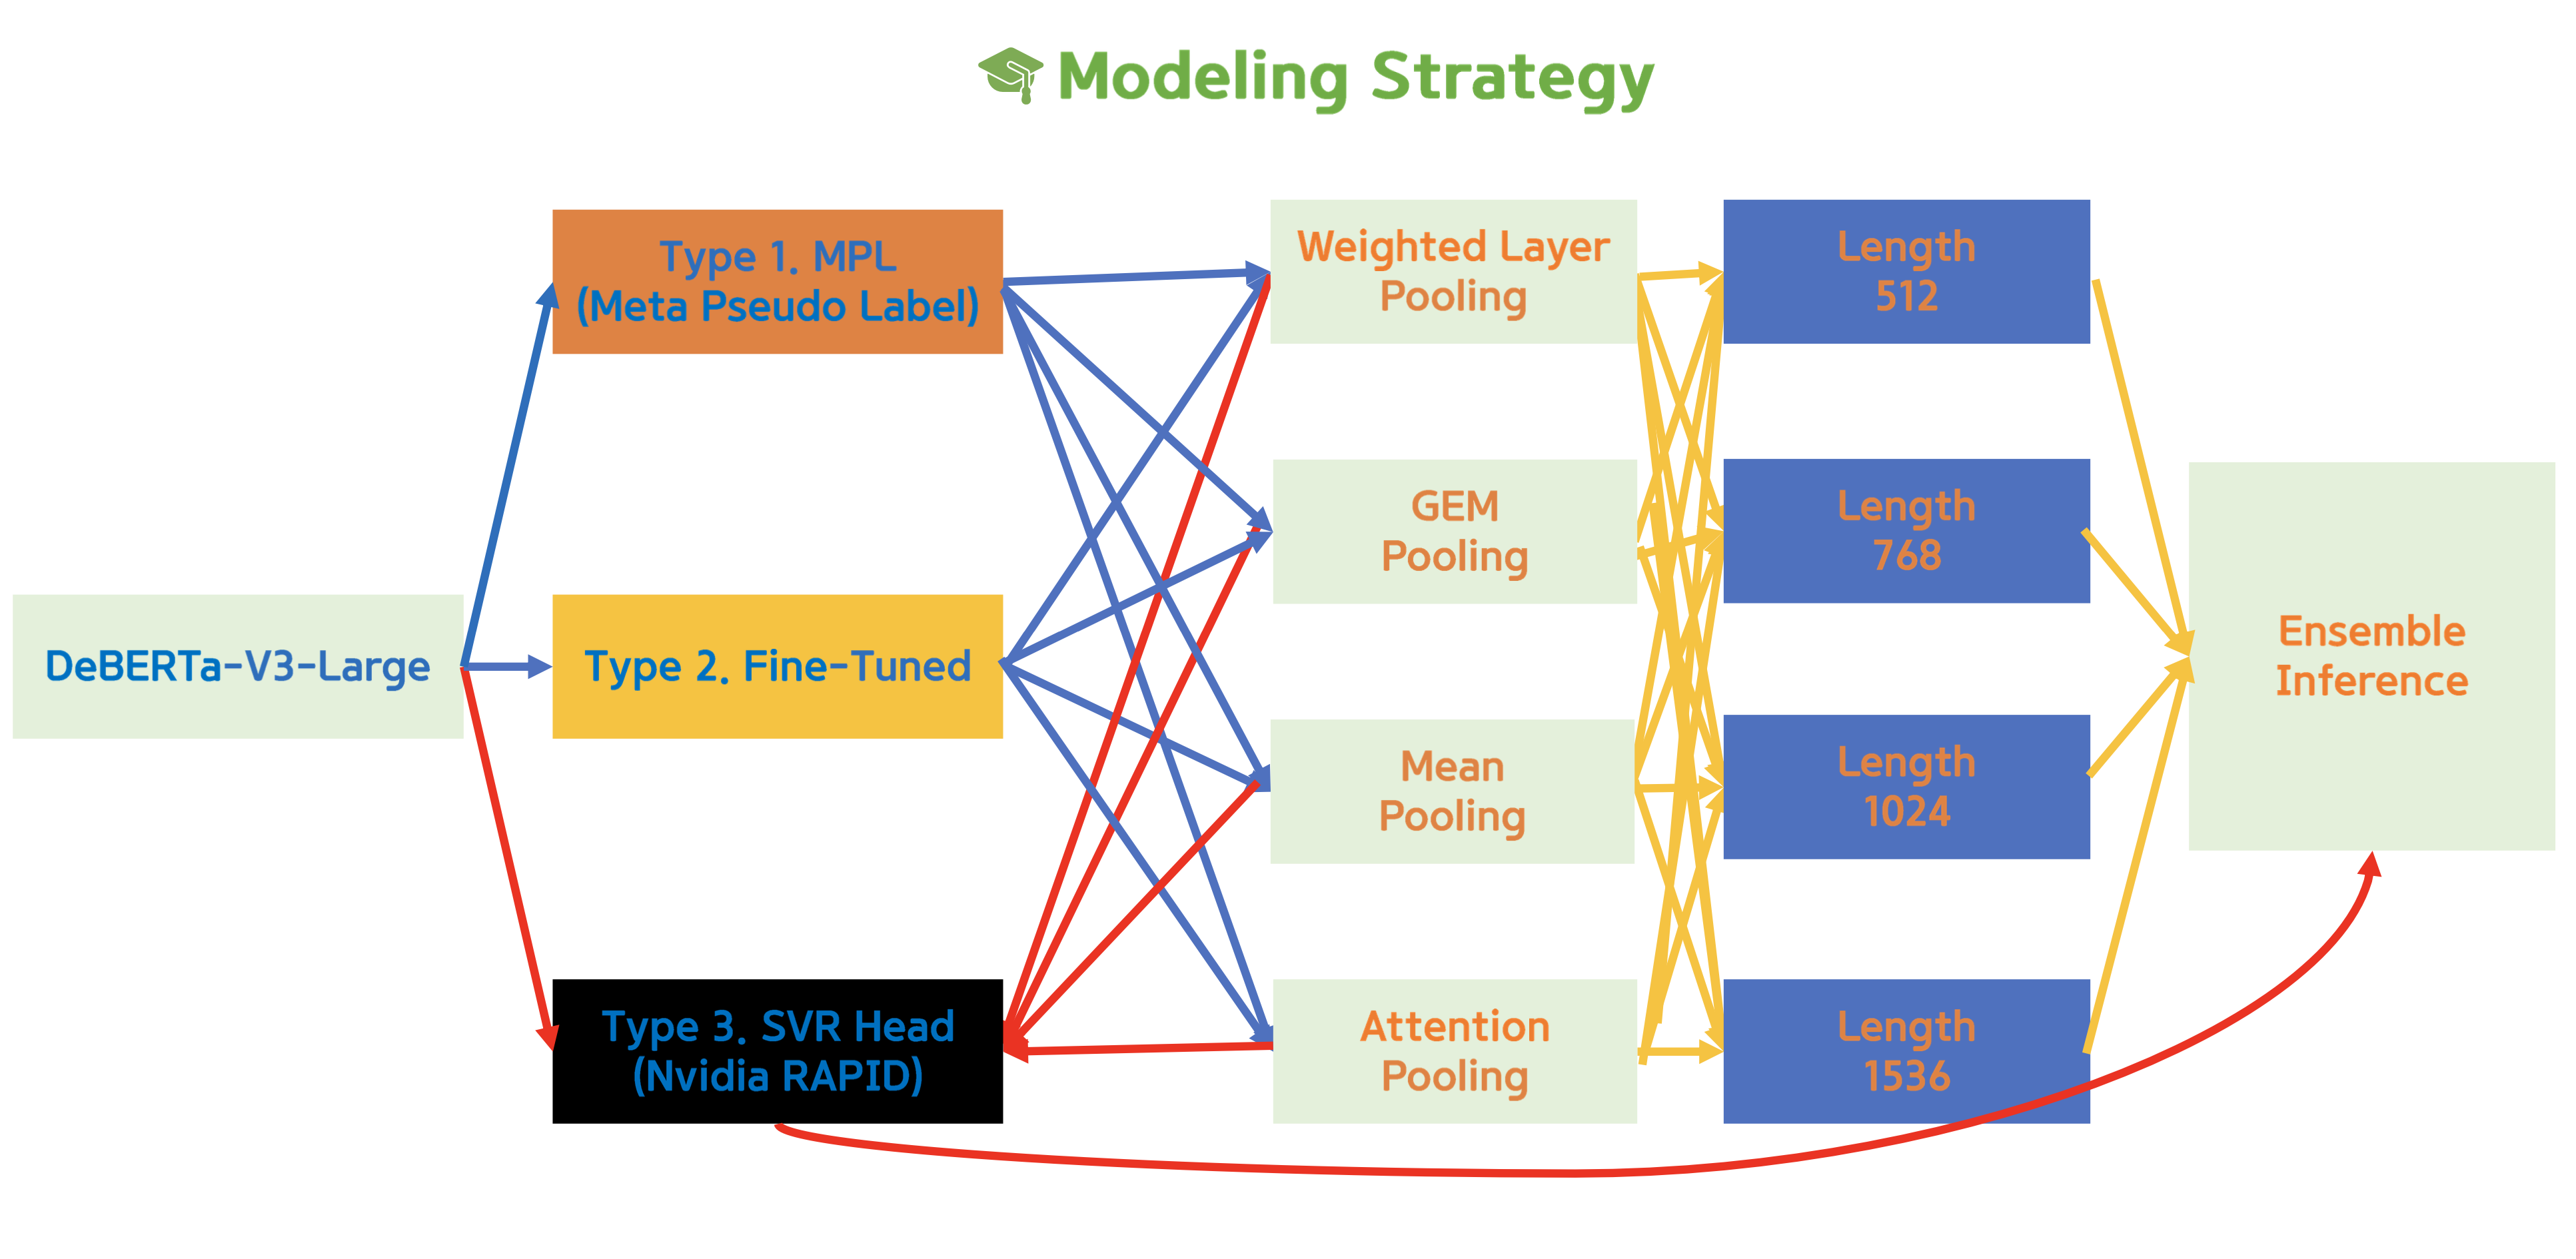 Modeling Strategy
Type 1. MPL
(Meta Pseudo Label)
Weighted Layer
Pooling
Length
512
GEM
Pooling
Length
768
DeBERTa-V3-Large
Type 2. Fine-Tuned
Ensemble
Inference
Mean
Pooling
Length
1024
Type 3. SVR Head
(Nvidia RAPID)
Attention
Pooling
Length
1536